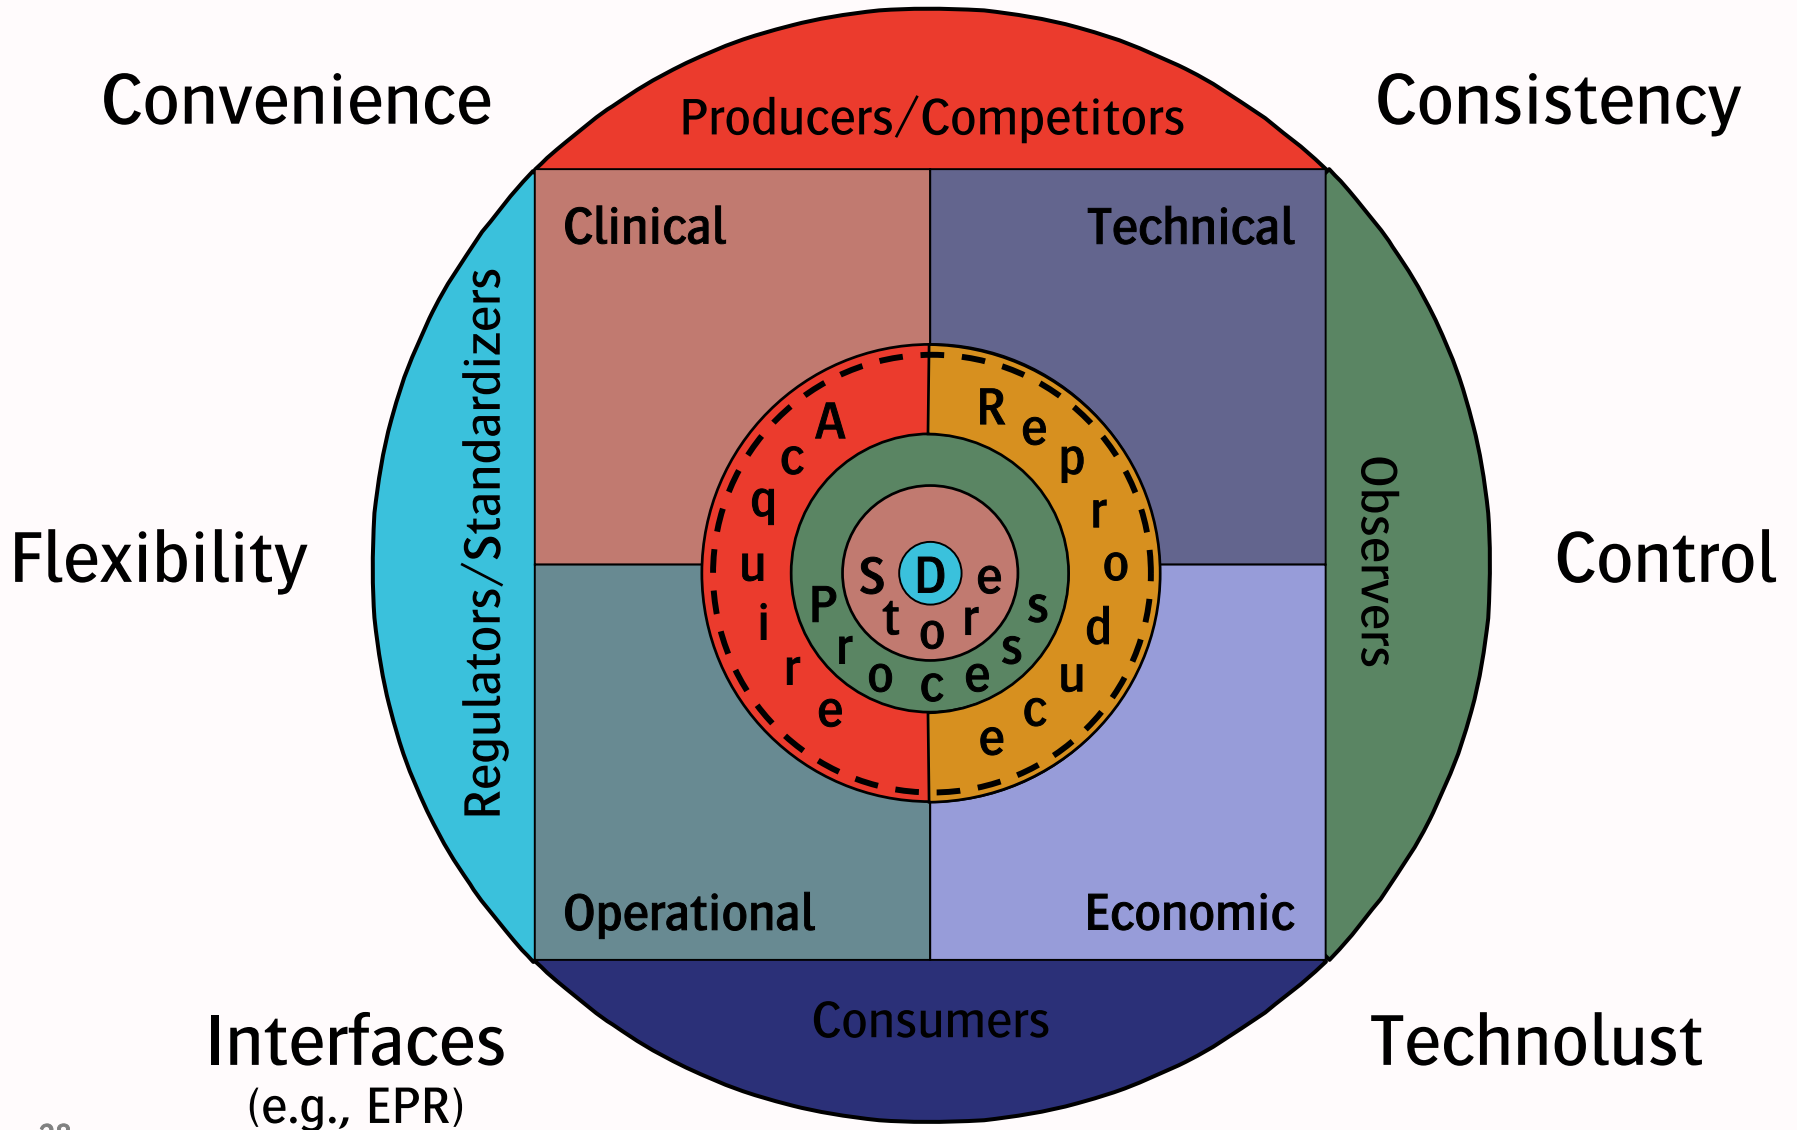 Convenience
Consistency
Producers/Competitors
Clinical
Technical
Regulators/Standardizers
Observers
Acquire
Reproduce
Process
Store
D
Flexibility
Control
Operational
Economic
Consumers
Interfaces
(e.g., EPR)
Technolust